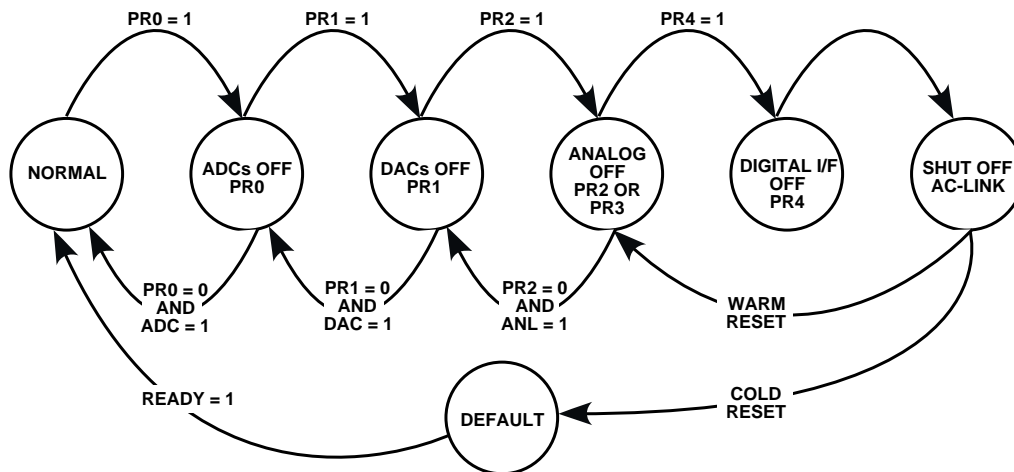 PR0 = 1
PR1 = 1
PR2 = 1
PR4 = 1
NORMAL
ADCs OFF
PR0
DACs OFF
PR1
ANALOG
OFF
PR2 OR
PR3
DIGITAL I/F
OFF
PR4
SHUT OFF
AC-LINK
PR0 = 0
AND
ADC = 1
PR1 = 0
AND
DAC = 1
PR2 = 0
AND
ANL = 1
WARM
RESET
READY = 1
DEFAULT
COLD
RESET